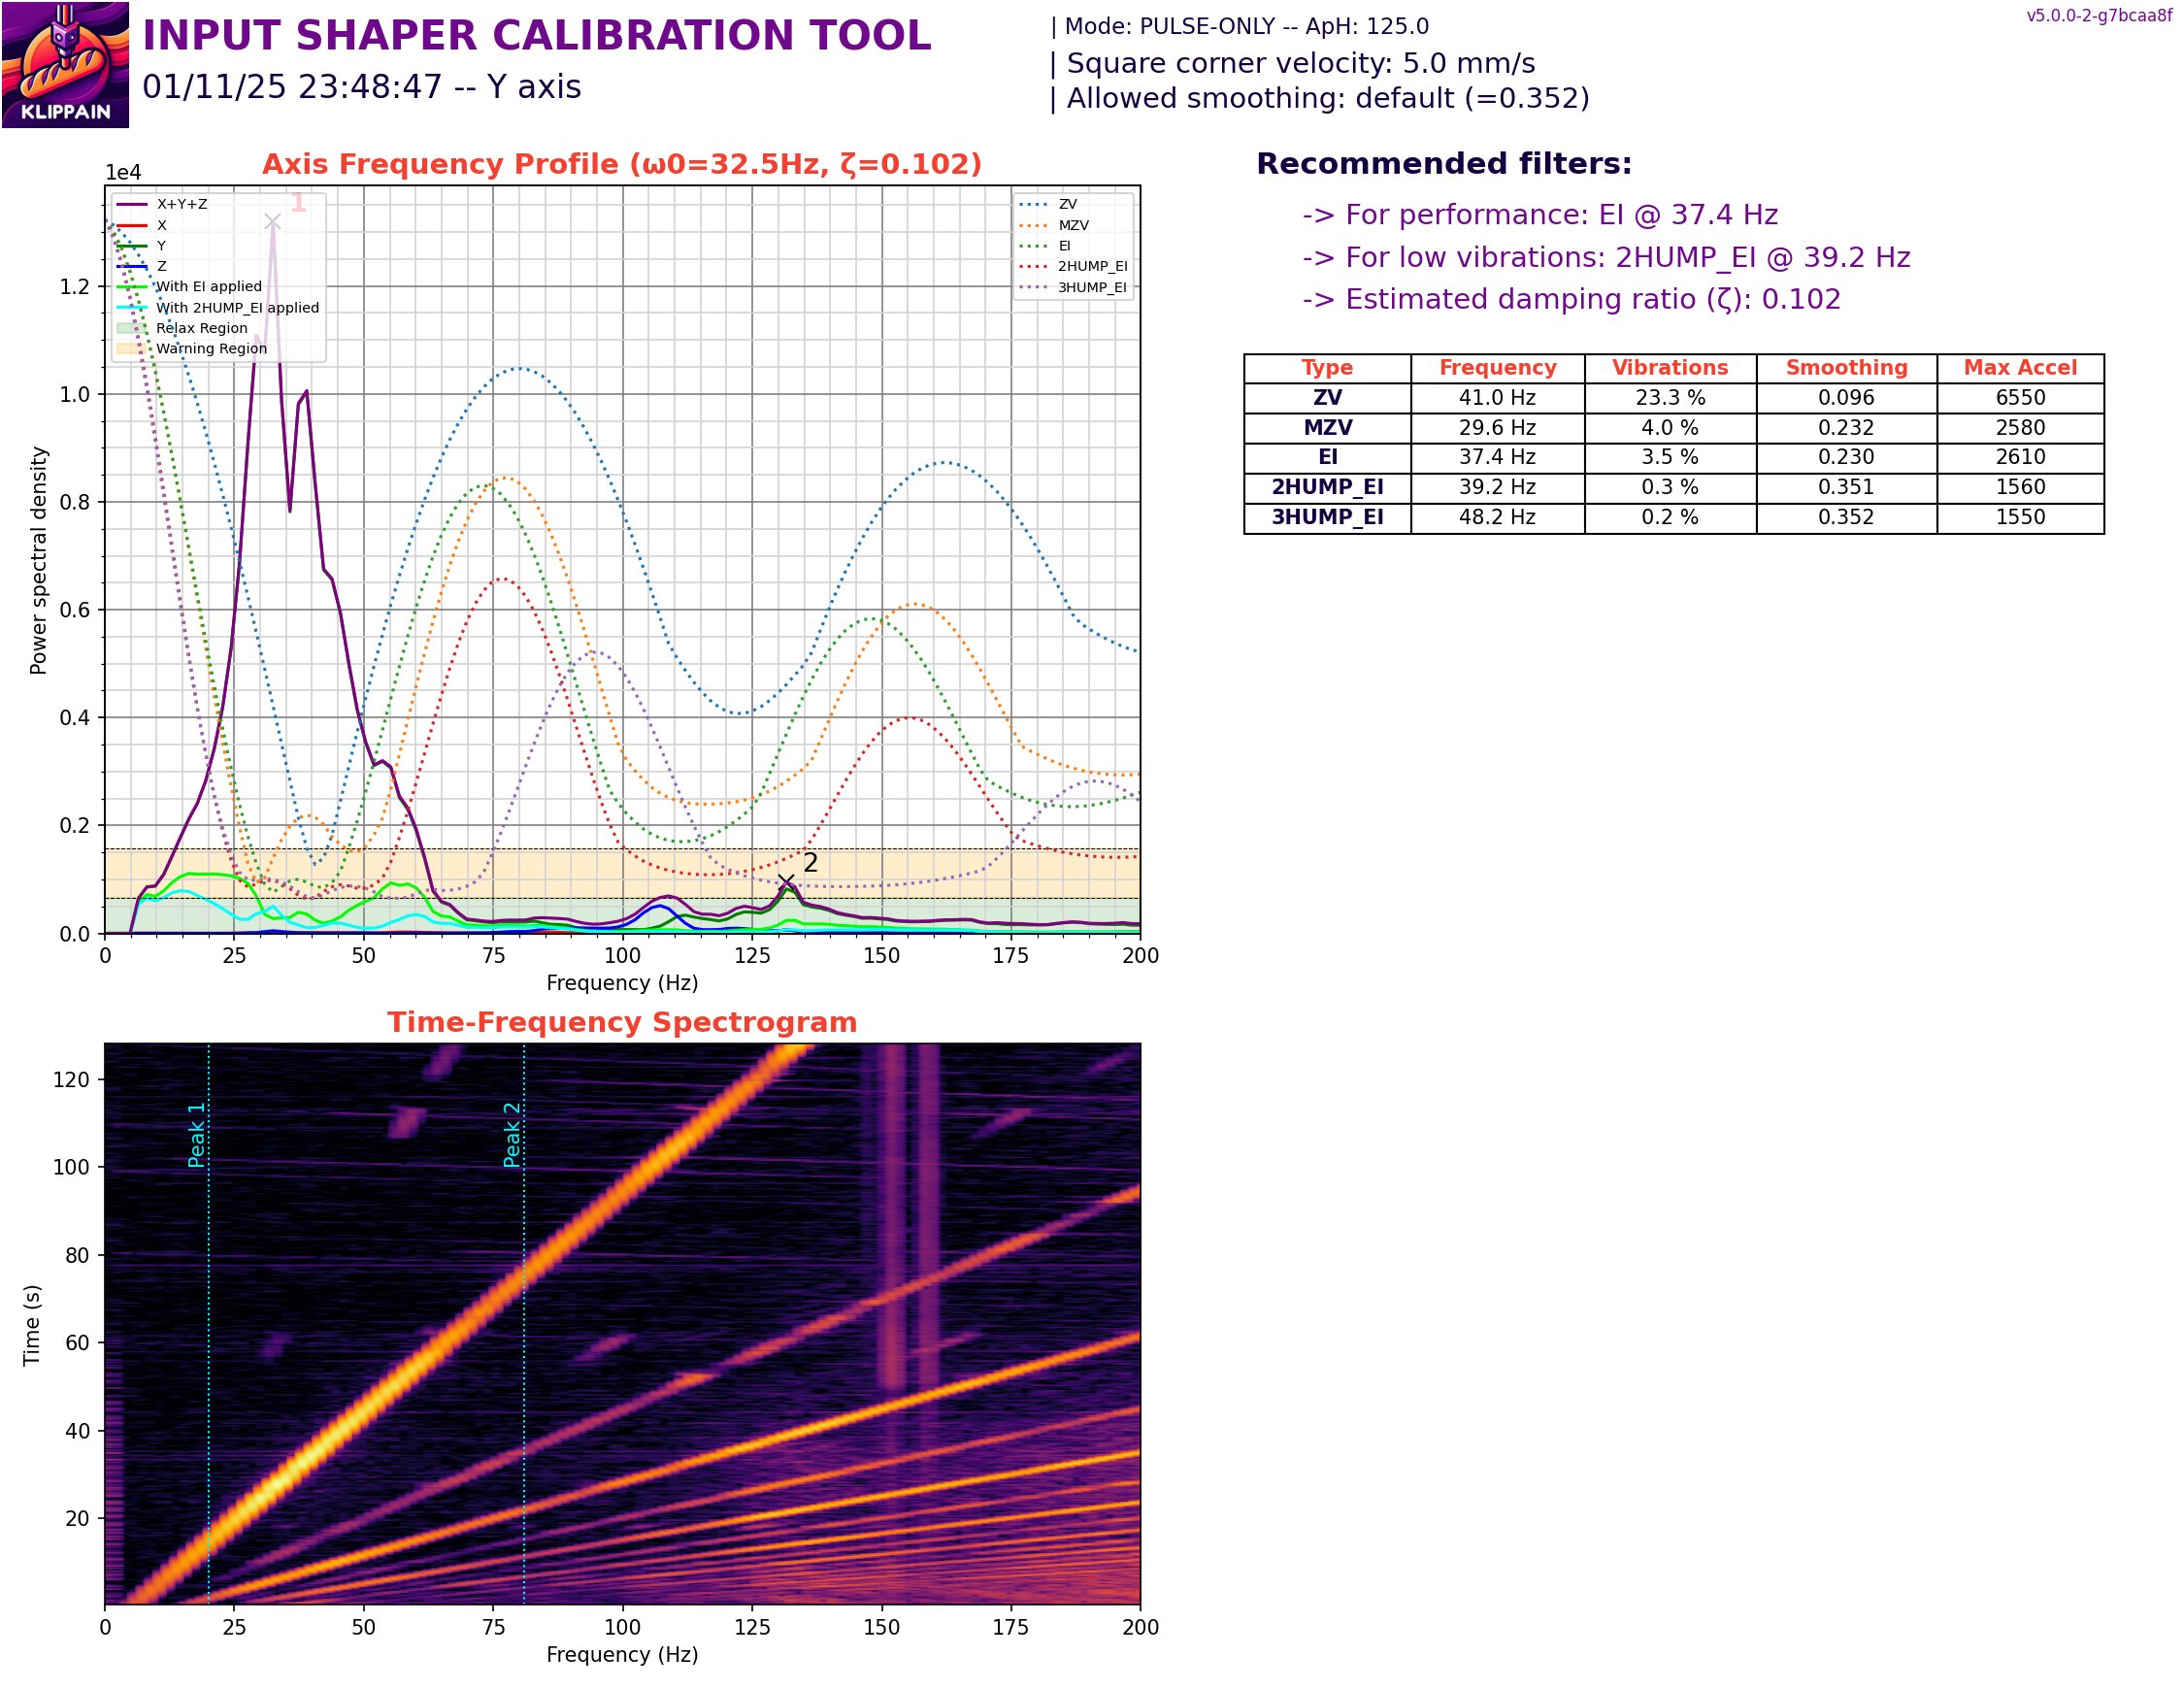 INPUT SHAPER CALIBRATION TOOL
01/11/25 23:48:47 -- Y axis
KLIPPAIN
| Mode: PULSE-ONLY -- ApH: 125.0
| Square corner velocity: 5.0 mm/s
| Allowed smoothing: default (=0.352)
v5.0.0-2-g7bcaa8f
Axis Frequency Profile (ω0=32.5Hz, ζ=0.102)
1e4
X+Y+Z
X
Y
Z
With EI applied
With 2HUMP_EI applied
Relax Region
Warning Region
1
ZV
MZV
EI
2HUMP_EI
3HUMP_EI
2
Power spectral density
1.2
1.0
0.8
0.6
0.4
0.2
0.0
0 25 50 75 100 125 150 175 200
Frequency (Hz)
Recommended filters:
-> For performance: EI @ 37.4 Hz
-> For low vibrations: 2HUMP_EI @ 39.2 Hz
-> Estimated damping ratio (ζ): 0.102
Type Frequency Vibrations Smoothing Max Accel
ZV 41.0 Hz 23.3 % 0.096 6550
MZV 29.6 Hz 4.0 % 0.232 2580
EI 37.4 Hz 3.5 % 0.230 2610
2HUMP_EI 39.2 Hz 0.3 % 0.351 1560
3HUMP_EI 48.2 Hz 0.2 % 0.352 1550
Time-Frequency Spectrogram
Peak 1
Peak 2
Time (s)
120
100
80
60
40
20
0 25 50 75 100 125 150 175 200
Frequency (Hz)